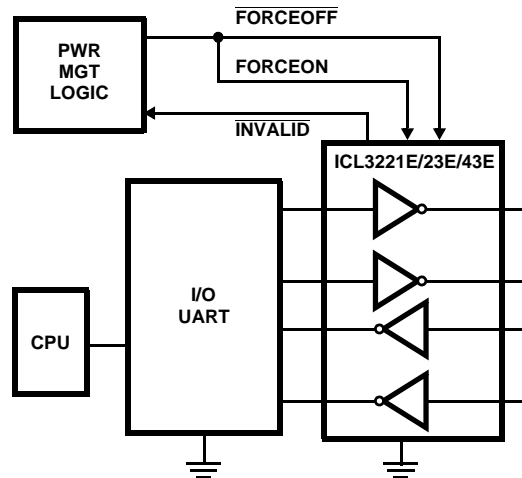 FORCEOFF
PWR
MGT
LOGIC
FORCEON
INVALID
ICL3221E/23E/43E
I/O
UART
CPU